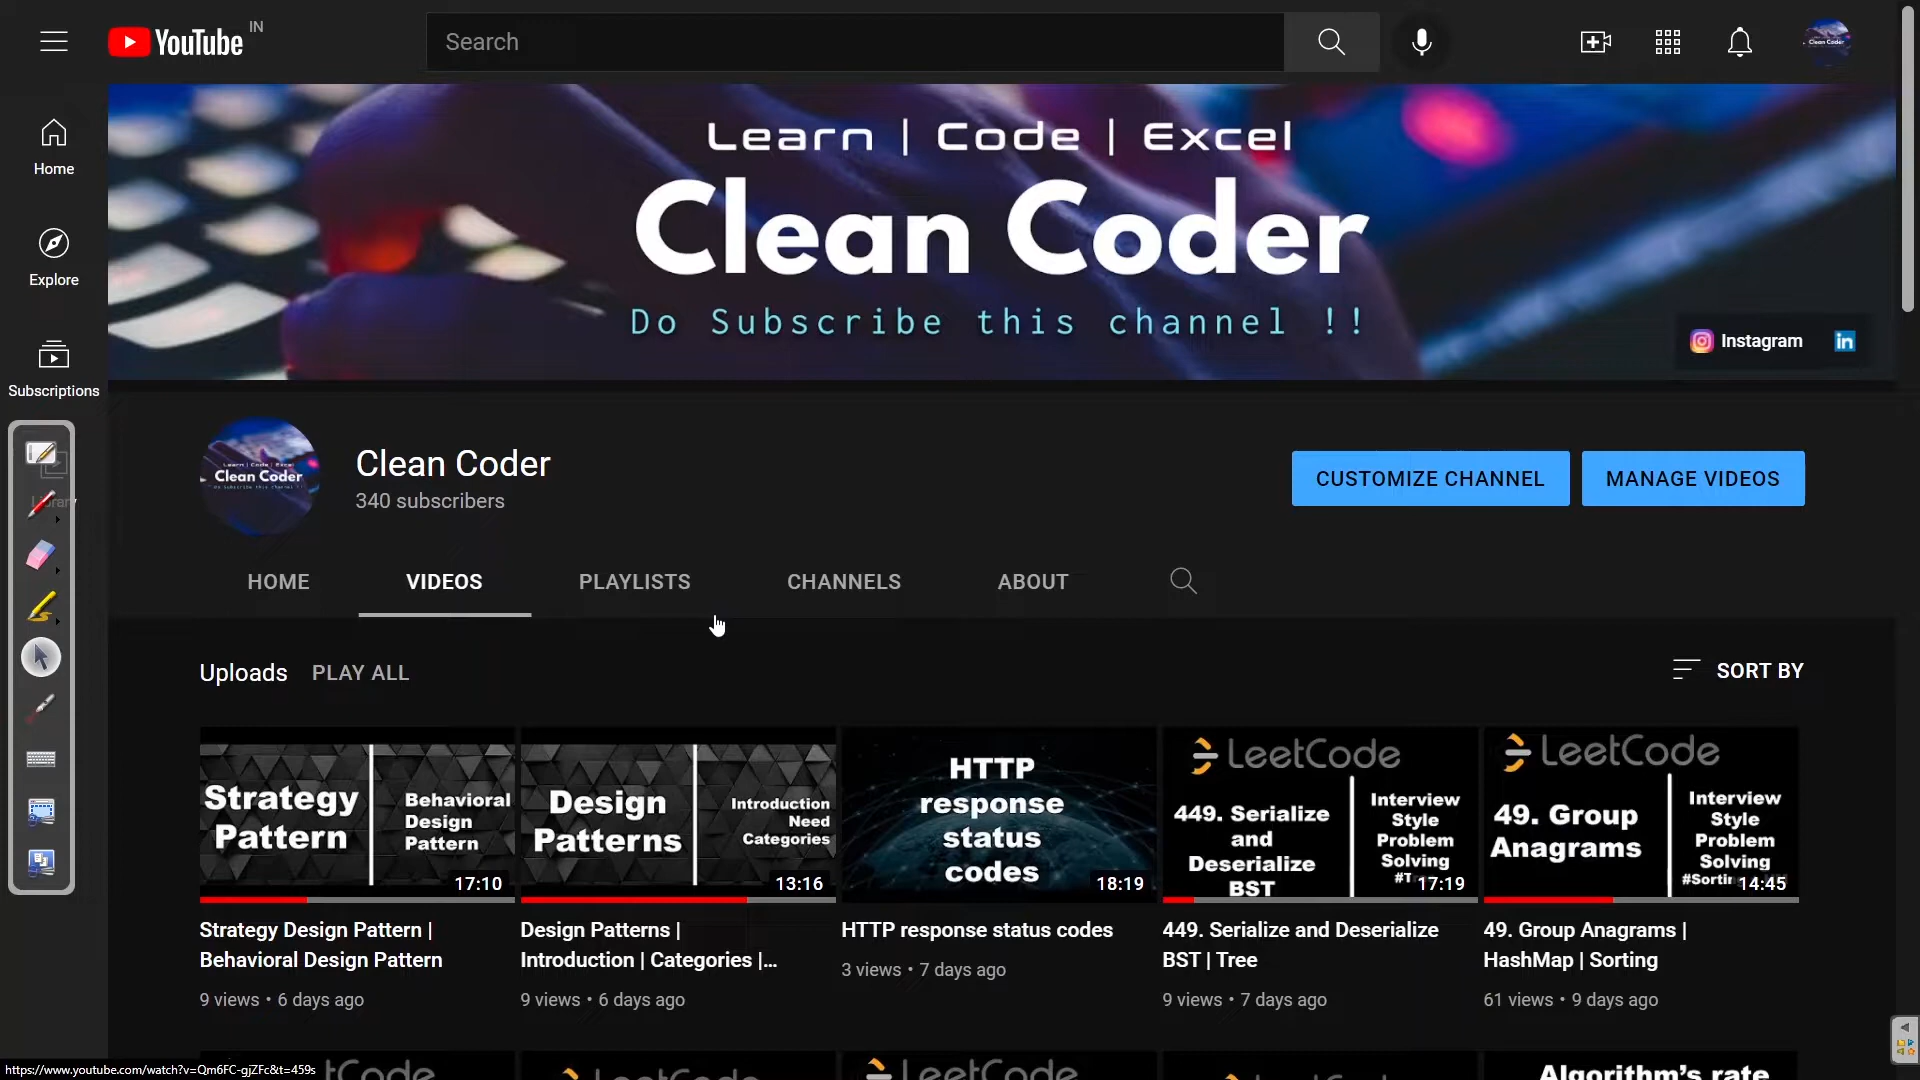 YouTube IN
Search
Clean Coder
Home
Explore
Subscriptions
Library
Learn | Code | Excel
Clean Coder
Do Subscribe this channel !!
Instagram
in
Learn | Code | Excel
Clean Coder
Clean Coder
340 subscribers
CUSTOMIZE CHANNEL
MANAGE VIDEOS
HOME VIDEOS PLAYLISTS CHANNELS ABOUT
Uploads PLAY ALL
SORT BY
Strategy
Pattern
Behavioral
Design
Pattern
17:10
Design
Patterns
Introduction
Need
Categories
13:16
HTTP
response
status
codes
18:19
LeetCode
449. Serialize
and
Deserialize
BST
Interview
Style
Problem
Solving
17:19
LeetCode
49. Group
Anagrams
Interview
Style
Problem
Solving
14:45
Strategy Design Pattern |
Behavioral Design Pattern
9 views • 6 days ago
Design Patterns |
Introduction | Categories |...
9 views • 6 days ago
HTTP response status codes
3 views • 7 days ago
449. Serialize and Deserialize
BST | Tree
9 views • 7 days ago
49. Group Anagrams |
HashMap | Sorting
61 views • 9 days ago
https://www.youtube.com/watch?v=Qm6FC-gjZFc&t=459s
LeetCode
Algorithm's rate